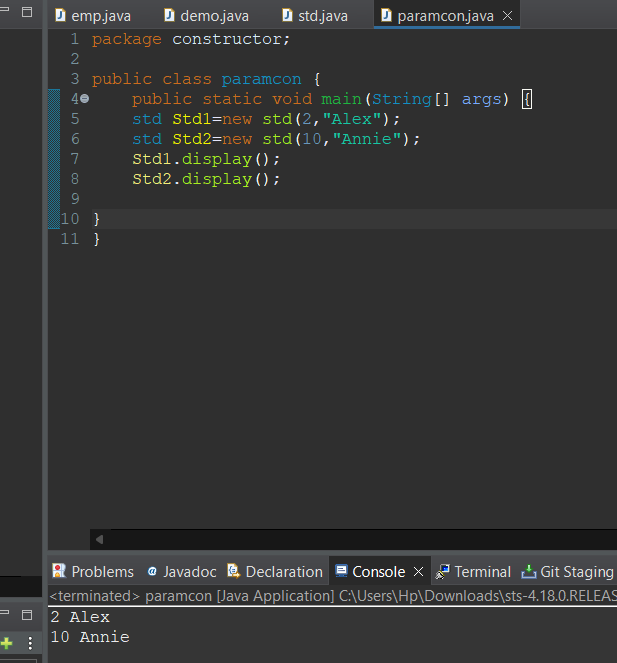 emp.java demo.java std.java paramcon.java
1 package constructor;
2
3 public class paramcon {
4 public static void main(String[] args) {
5 std Std1=new std(2,"Alex");
6 std Std2=new std(10,"Annie");
7 Std1.display();
8 Std2.display();
9
10 }
11 }
Problems @ Javadoc Declaration Console Terminal Git Staging
<terminated> paramcon [Java Application] C:\Users\Hp\Downloads\sts-4.18.0.RELEAS
2 Alex
10 Annie